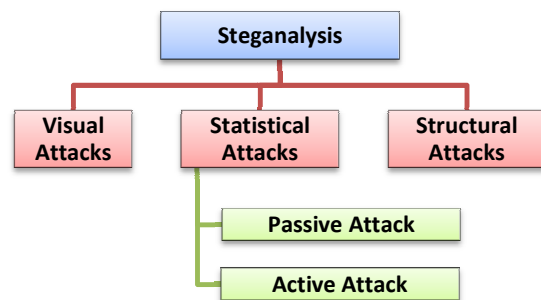 Steganalysis
Visual
Attacks
Statistical
Attacks
Structural
Attacks
Passive Attack
Active Attack